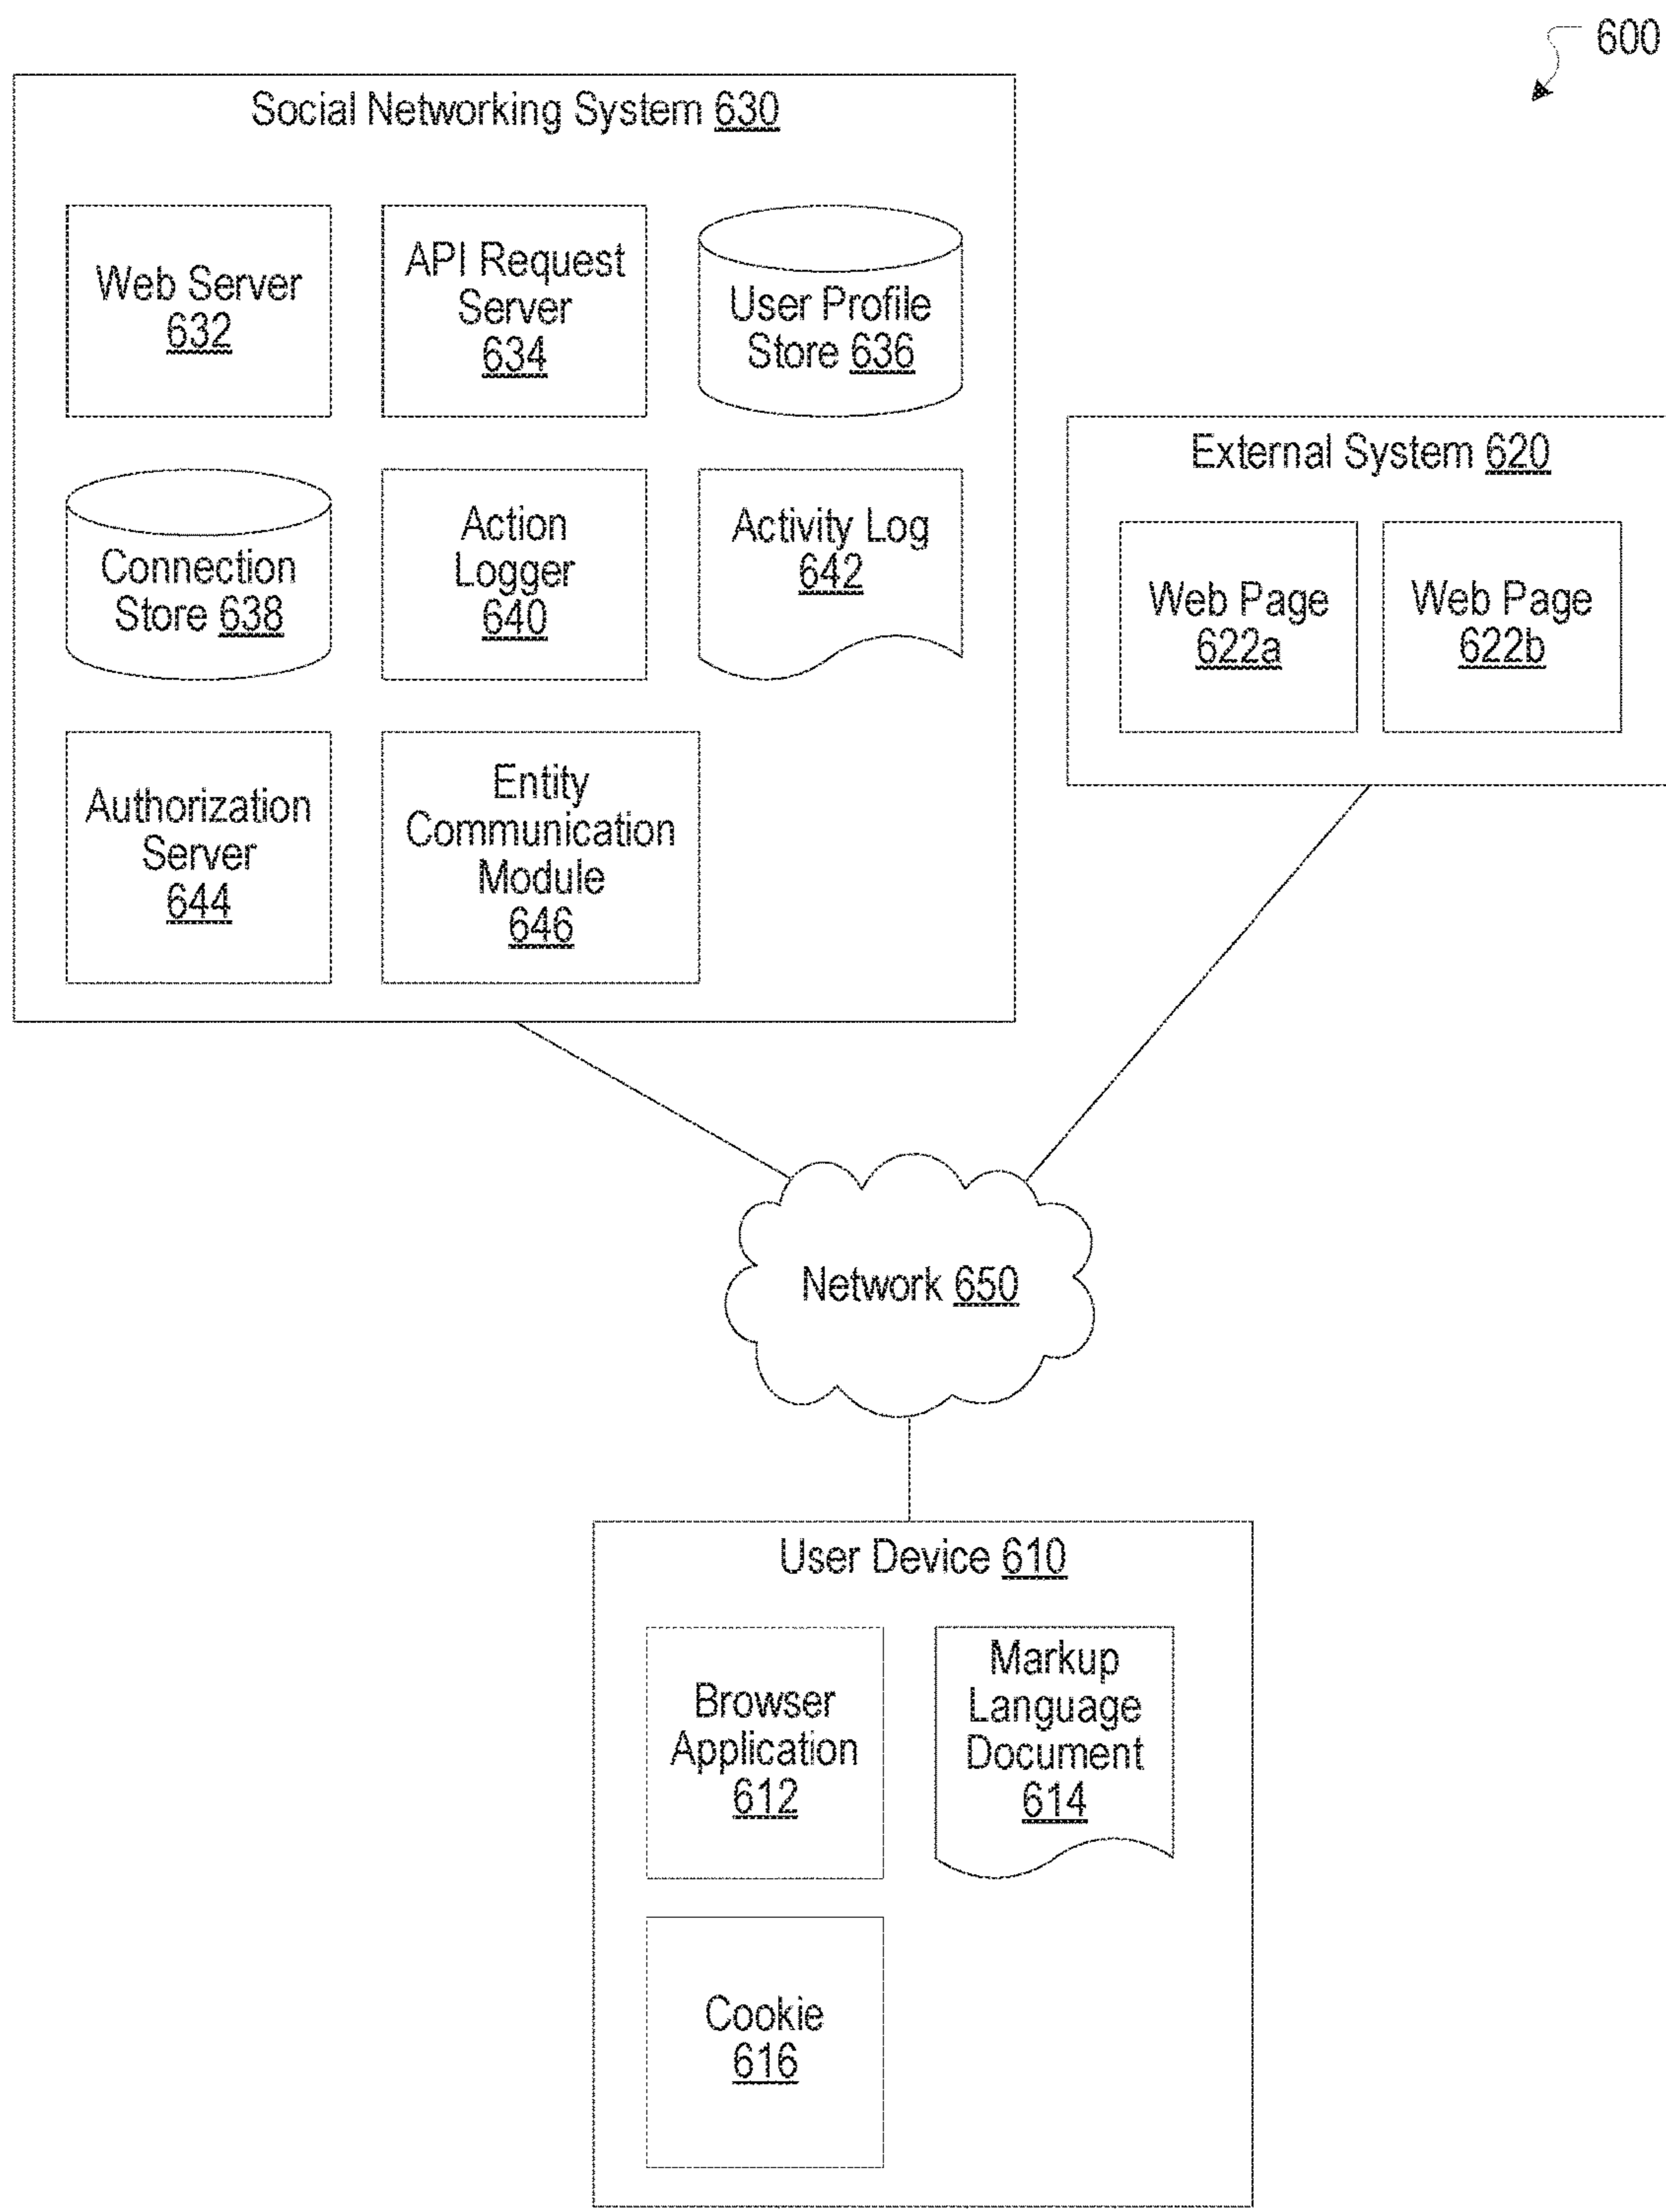 600
Social Networking System 630
Web Server
632
API Request
Server
634
User Profile
Store 636
Connection
Store 638
Action
Logger
640
Activity Log
642
Authorization
Server
644
Entity
Communication
Module
646
External System 620
Web Page
622a
Web Page
622b
Network 650
User Device 610
Browser
Application
612
Markup
Language
Document
614
Cookie
616